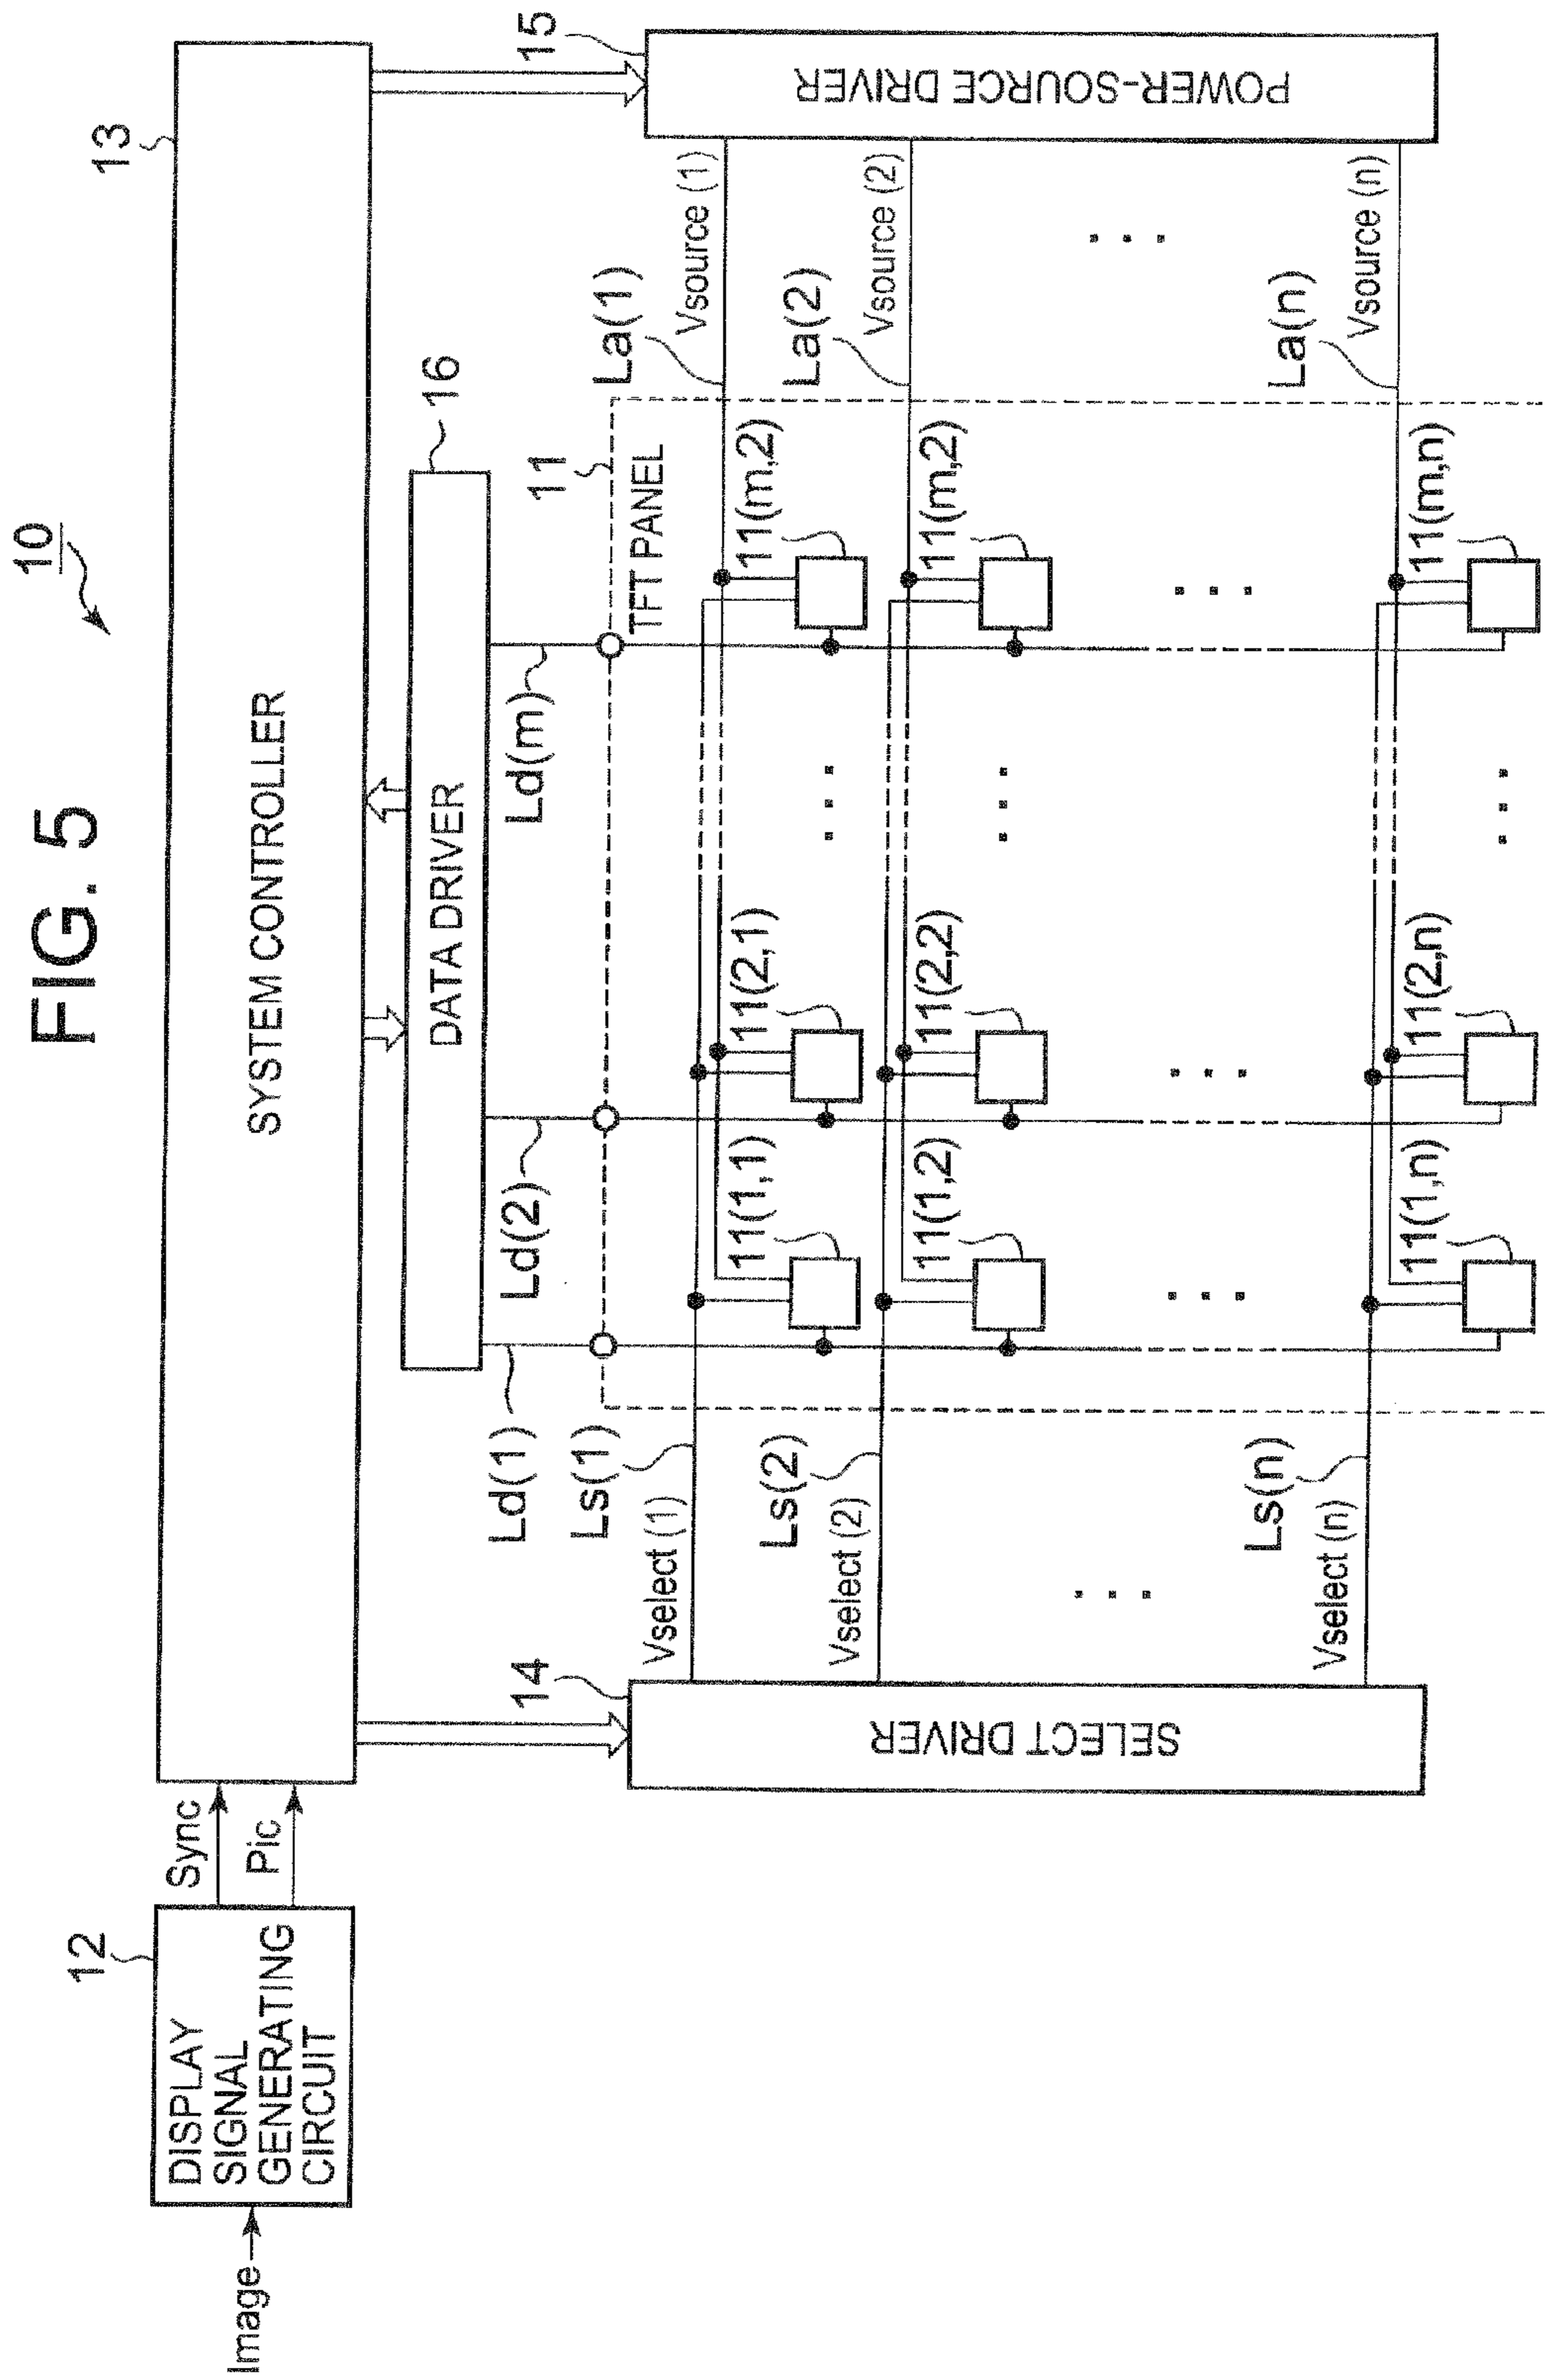 FIG. 5
10
13
SYSTEM CONTROLLER
12
DISPLAY
SIGNAL
GENERATING
CIRCUIT
Image
Sync
Pic
16
DATA DRIVER
14
SELECT DRIVER
15
POWER-SOURCE DRIVER
Ld(1)
Ld(2)
Ld(m)
11
TFT PANEL
Ls(1)
Vselect (1)
11(1,1)
11(2,1)
11(m,2)
La(1)
Vsource (1)
Ls(2)
Vselect (2)
11(1,2)
11(2,2)
11(m,2)
La(2)
Vsource (2)
Ls(n)
Vselect (n)
11(1,n)
11(2,n)
11(m,n)
La(n)
Vsource (n)